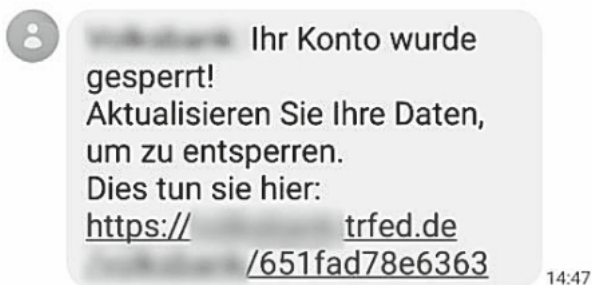 Ihr Konto wurde
gesperrt!
Aktualisieren Sie Ihre Daten,
um zu entsperren.
Dies tun sie hier:
https:// trfed.de
/651fad78e6363
14:47